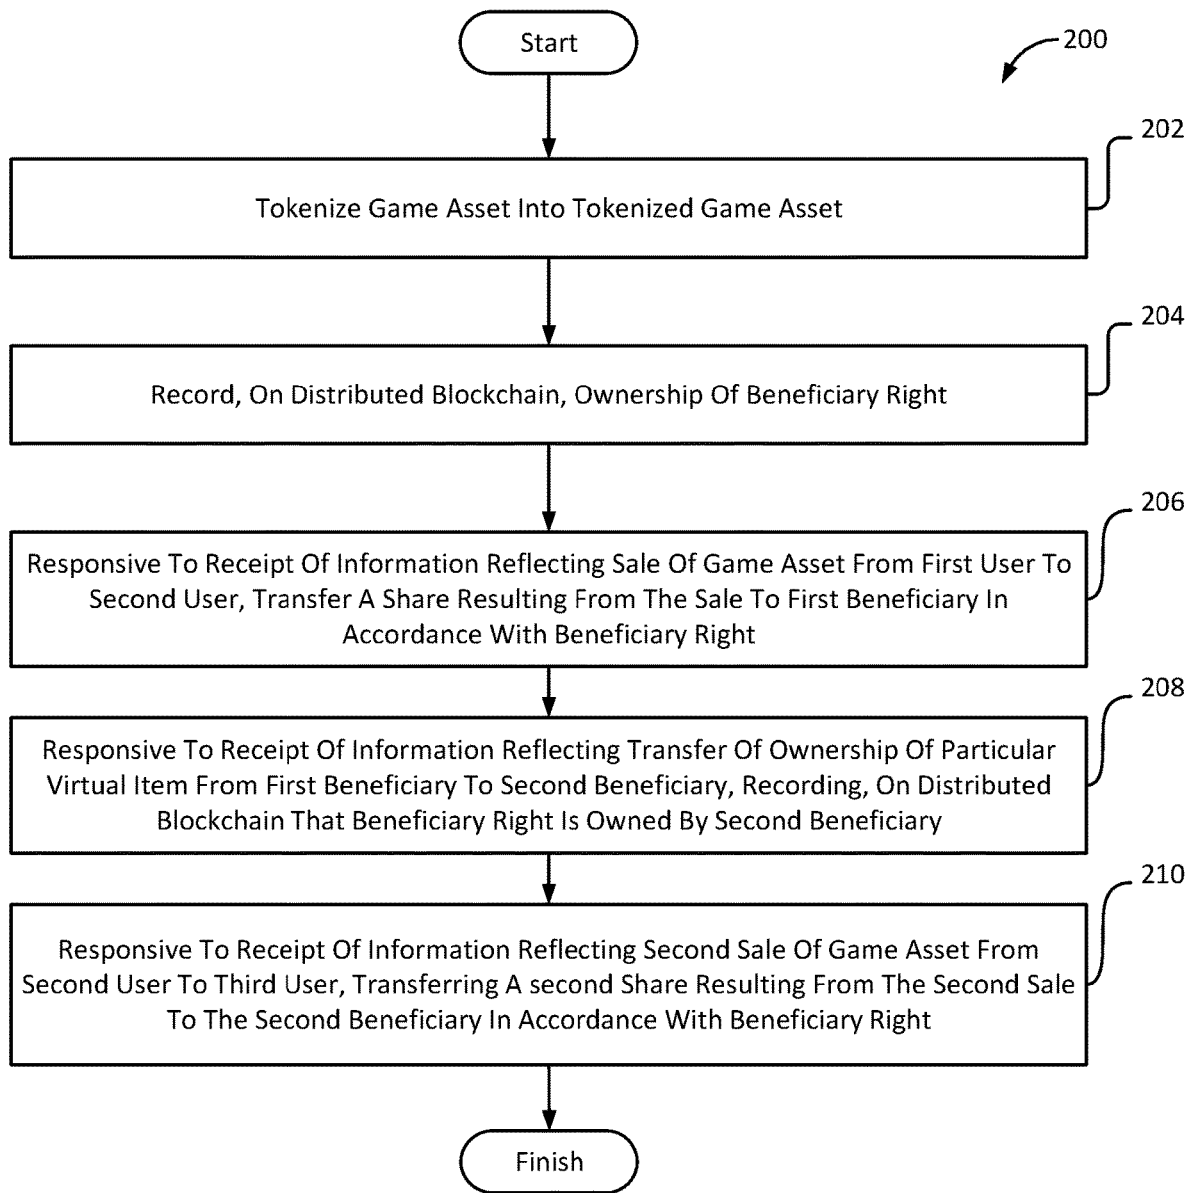 Start
200
202
Tokenize Game Asset Into Tokenized Game Asset
204
Record, On Distributed Blockchain, Ownership Of Beneficiary Right
206
Responsive To Receipt Of Information Reflecting Sale Of Game Asset From First User To
Second User, Transfer A Share Resulting From The Sale To First Beneficiary In
Accordance With Beneficiary Right
208
Responsive To Receipt Of Information Reflecting Transfer Of Ownership Of Particular
Virtual Item From First Beneficiary To Second Beneficiary, Recording, On Distributed
Blockchain That Beneficiary Right Is Owned By Second Beneficiary
210
Responsive To Receipt Of Information Reflecting Second Sale Of Game Asset From
Second User To Third User, Transferring A second Share Resulting From The Second Sale
To The Second Beneficiary In Accordance With Beneficiary Right
Finish